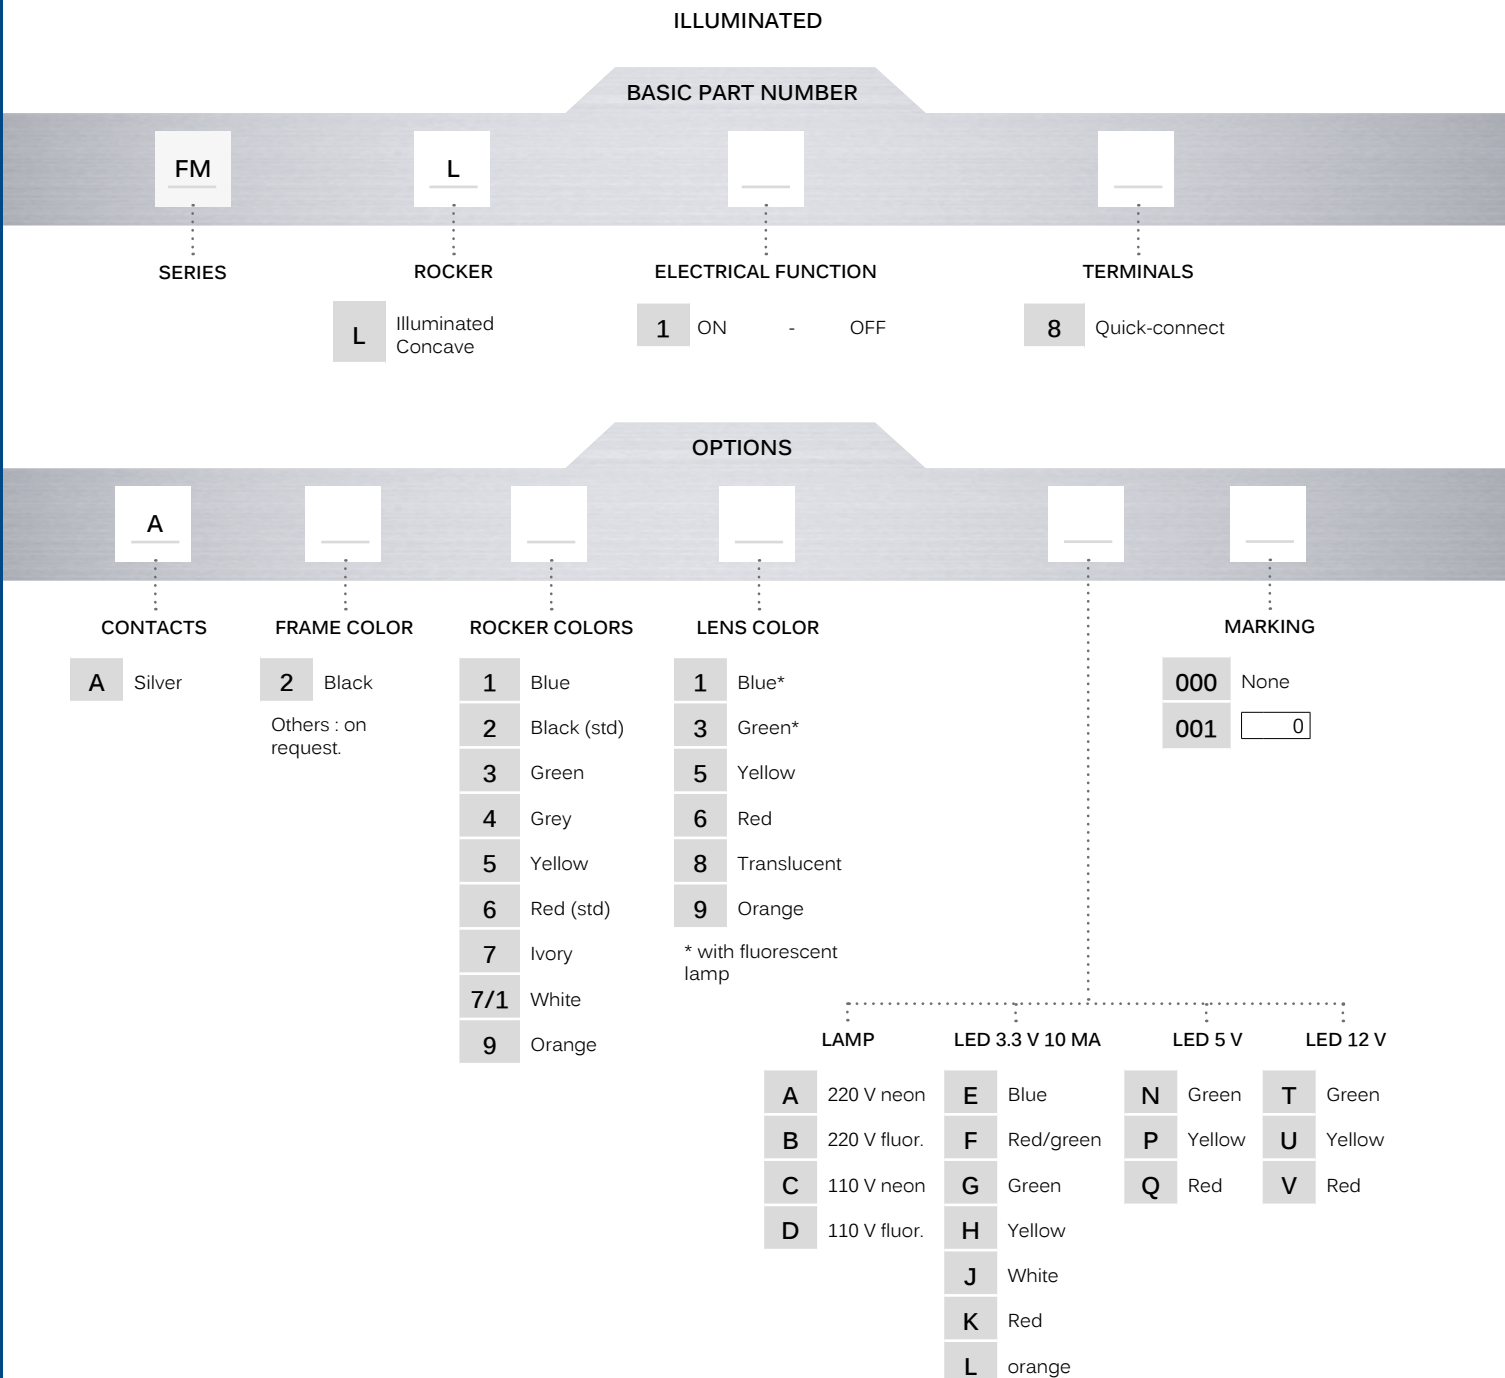 ILLUMINATED
BASIC PART NUMBER
FM L
SERIES ROCKER ELECTRICAL FUNCTION TERMINALS
L Illuminated
Concave
1 ON - OFF
8 Quick-connect
OPTIONS
A
CONTACTS FRAME COLOR ROCKER COLORS LENS COLOR MARKING
A Silver
2 Black
Others : on
request.
1 Blue
2 Black (std)
3 Green
4 Grey
5 Yellow
6 Red (std)
7 Ivory
7/1 White
9 Orange
1 Blue*
3 Green*
5 Yellow
6 Red
8 Translucent
9 Orange
* with fluorescent
lamp
000 None
001 0
LAMP LED 3.3 V 10 MA LED 5 V LED 12 V
A 220 V neon
B 220 V fluor.
C 110 V neon
D 110 V fluor.
E Blue
F Red/green
G Green
H Yellow
J White
K Red
L orange
N Green
P Yellow
Q Red
T Green
U Yellow
V Red